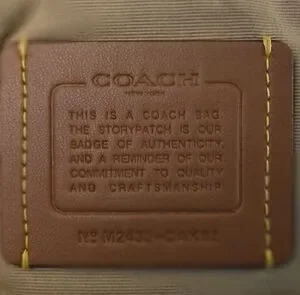 COACH
NEW YORK
THIS IS A COACH BAG.
THE STORYPATCH IS OUR
BADGE OF AUTHENTICITY,
AND A REMINDER OF OUR
COMMITMENT TO QUALITY
AND CRAFTSMANSHIP
Nº